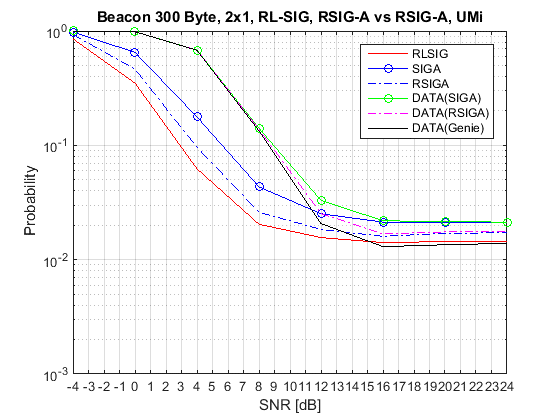 Beacon 300 Byte, 2x1, RL-SIG, RSIG-A vs RSIG-A, UMi
RLSIG
SIGA
RSIGA
DATA(SIGA)
DATA(RSIGA)
DATA(Genie)
10^0
10^-1
10^-2
10^-3
Probability
-4 -3 -2 -1 0 1 2 3 4 5 6 7 8 9 10 11 12 13 14 15 16 17 18 19 20 21 22 23 24
SNR [dB]